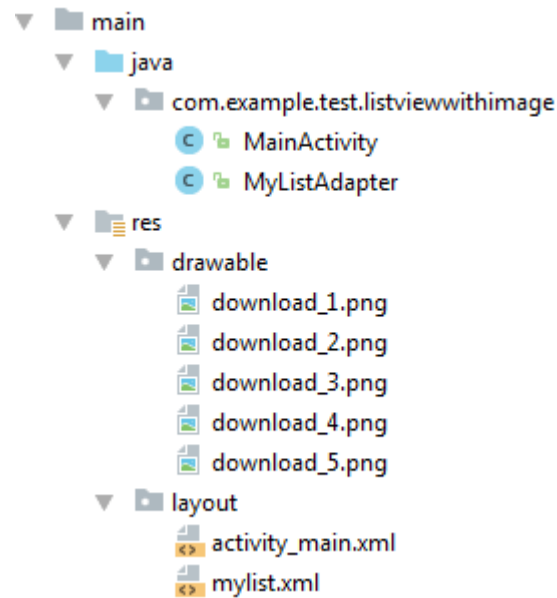 main
java
com.example.test.listviewwithimage
MainActivity
MyListAdapter
res
drawable
download_1.png
download_2.png
download_3.png
download_4.png
download_5.png
layout
activity_main.xml
mylist.xml